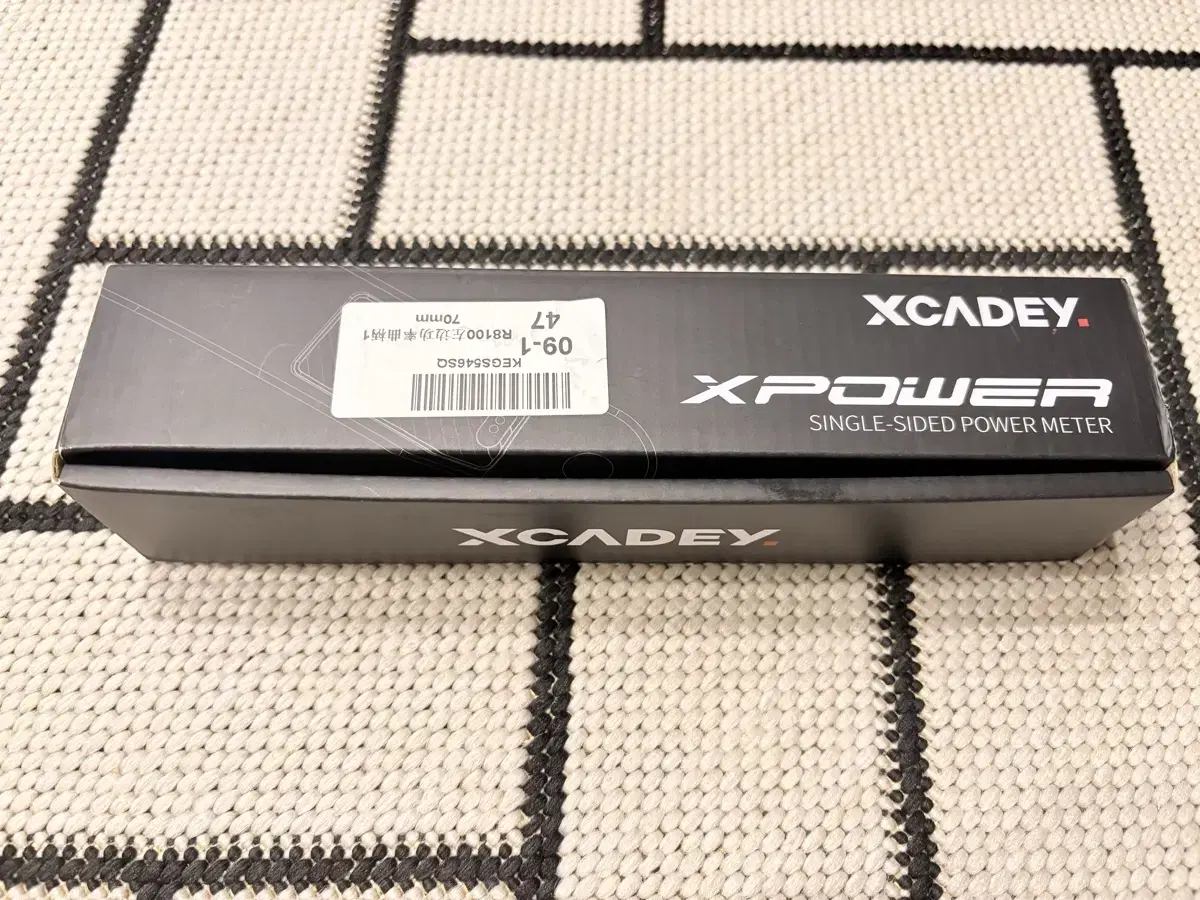 XCADEY.
XPOWER
SINGLE-SIDED POWER METER
KEGS546SQ
R8100左边功率曲柄1
70mm
09-1
47
XCADEY.